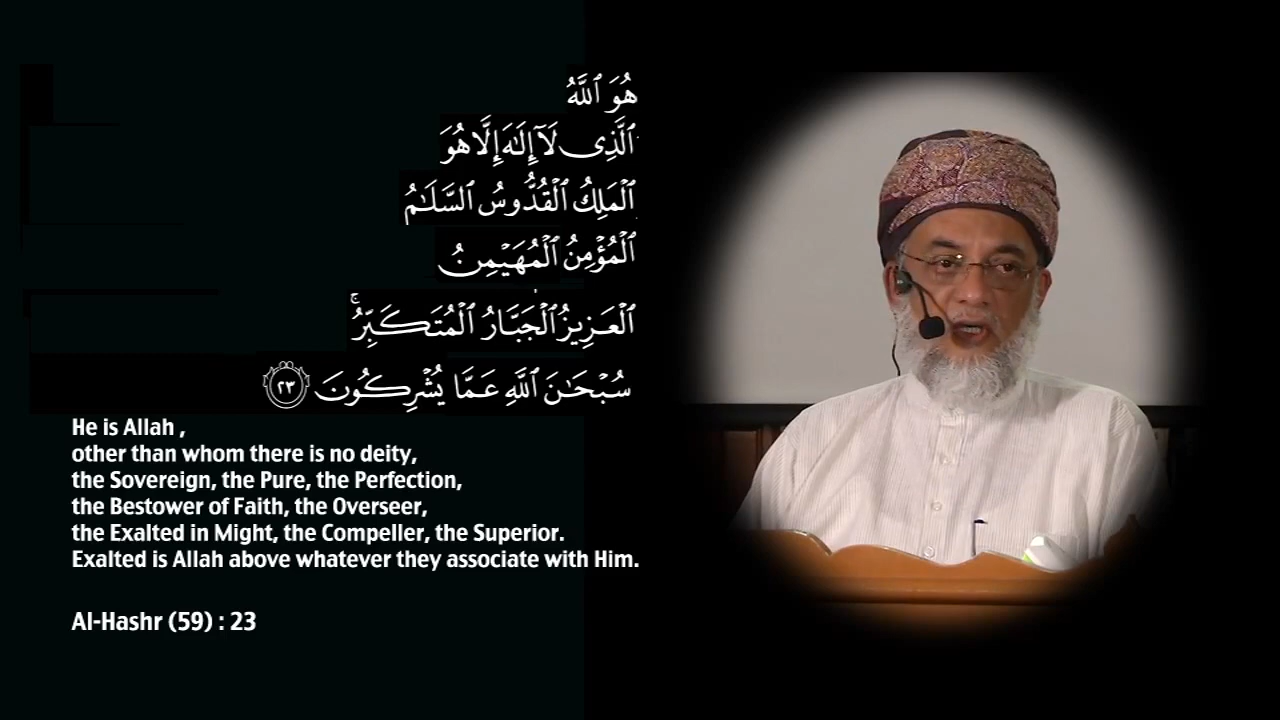 هُوَ ٱللَّهُ
ٱلَّذِى لَآ إِلَـٰهَ إِلَّا هُوَ
ٱلْمَلِكُ ٱلْقُدُّوسُ ٱلسَّلَـٰمُ
ٱلْمُؤْمِنُ ٱلْمُهَيْمِنُ
ٱلْعَزِيزُ ٱلْجَبَّارُ ٱلْمُتَكَبِّرُ ۚ
سُبْحَـٰنَ ٱللَّهِ عَمَّا يُشْرِكُونَ ٢٣
He is Allah ,
other than whom there is no deity,
the Sovereign, the Pure, the Perfection,
the Bestower of Faith, the Overseer,
the Exalted in Might, the Compeller, the Superior.
Exalted is Allah above whatever they associate with Him.
Al-Hashr (59) : 23